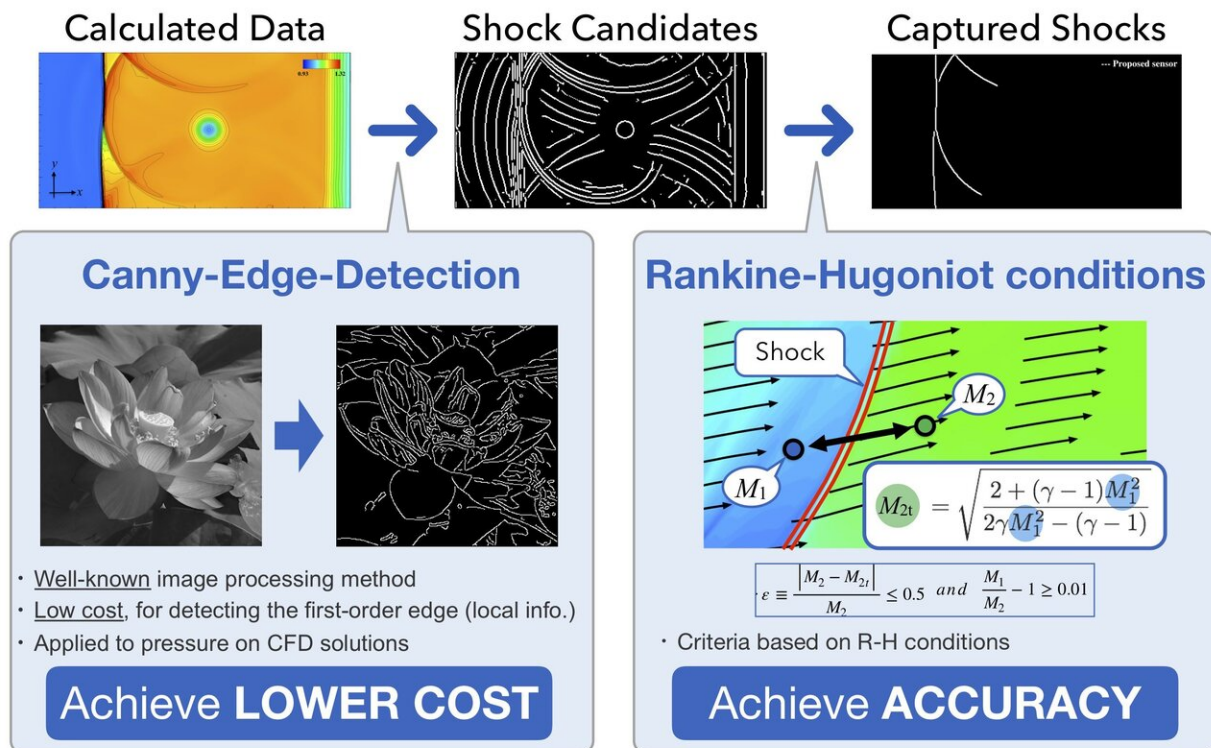 Calculated Data
Shock Candidates
Captured Shocks
0.93
1.32
y
x
--- Proposed sensor
Canny-Edge-Detection
Rankine-Hugoniot conditions
Shock
M₂
M₁
M₂ₜ = √((2 + (γ − 1)M₁²) / (2γM₁² − (γ − 1)))
A
· Well-known image processing method
· Low cost, for detecting the first-order edge (local info.)
· Applied to pressure on CFD solutions
ε ≡ |M₂ − M₂ₜ| / M₂ ≤ 0.5 and M₁ / M₂ − 1 ≥ 0.01
· Criteria based on R-H conditions
Achieve LOWER COST
Achieve ACCURACY